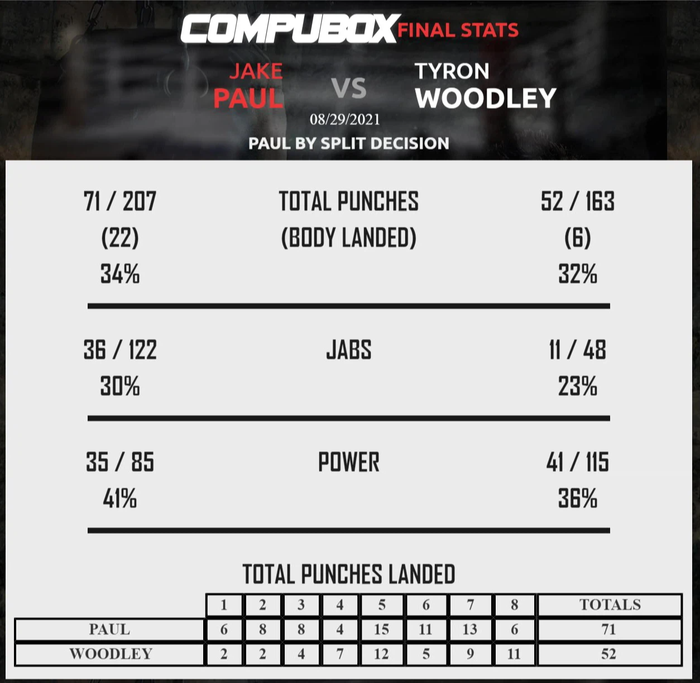 COMPUBOX FINAL STATS
JAKE PAUL VS TYRON WOODLEY
08/29/2021
PAUL BY SPLIT DECISION
71 / 207 TOTAL PUNCHES 52 / 163
(22) (BODY LANDED) (6)
34% 32%
36 / 122 JABS 11 / 48
30% 23%
35 / 85 POWER 41 / 115
41% 36%
TOTAL PUNCHES LANDED
1 2 3 4 5 6 7 8 TOTALS
PAUL 6 8 8 4 15 11 13 6 71
WOODLEY 2 2 4 7 12 5 9 11 52